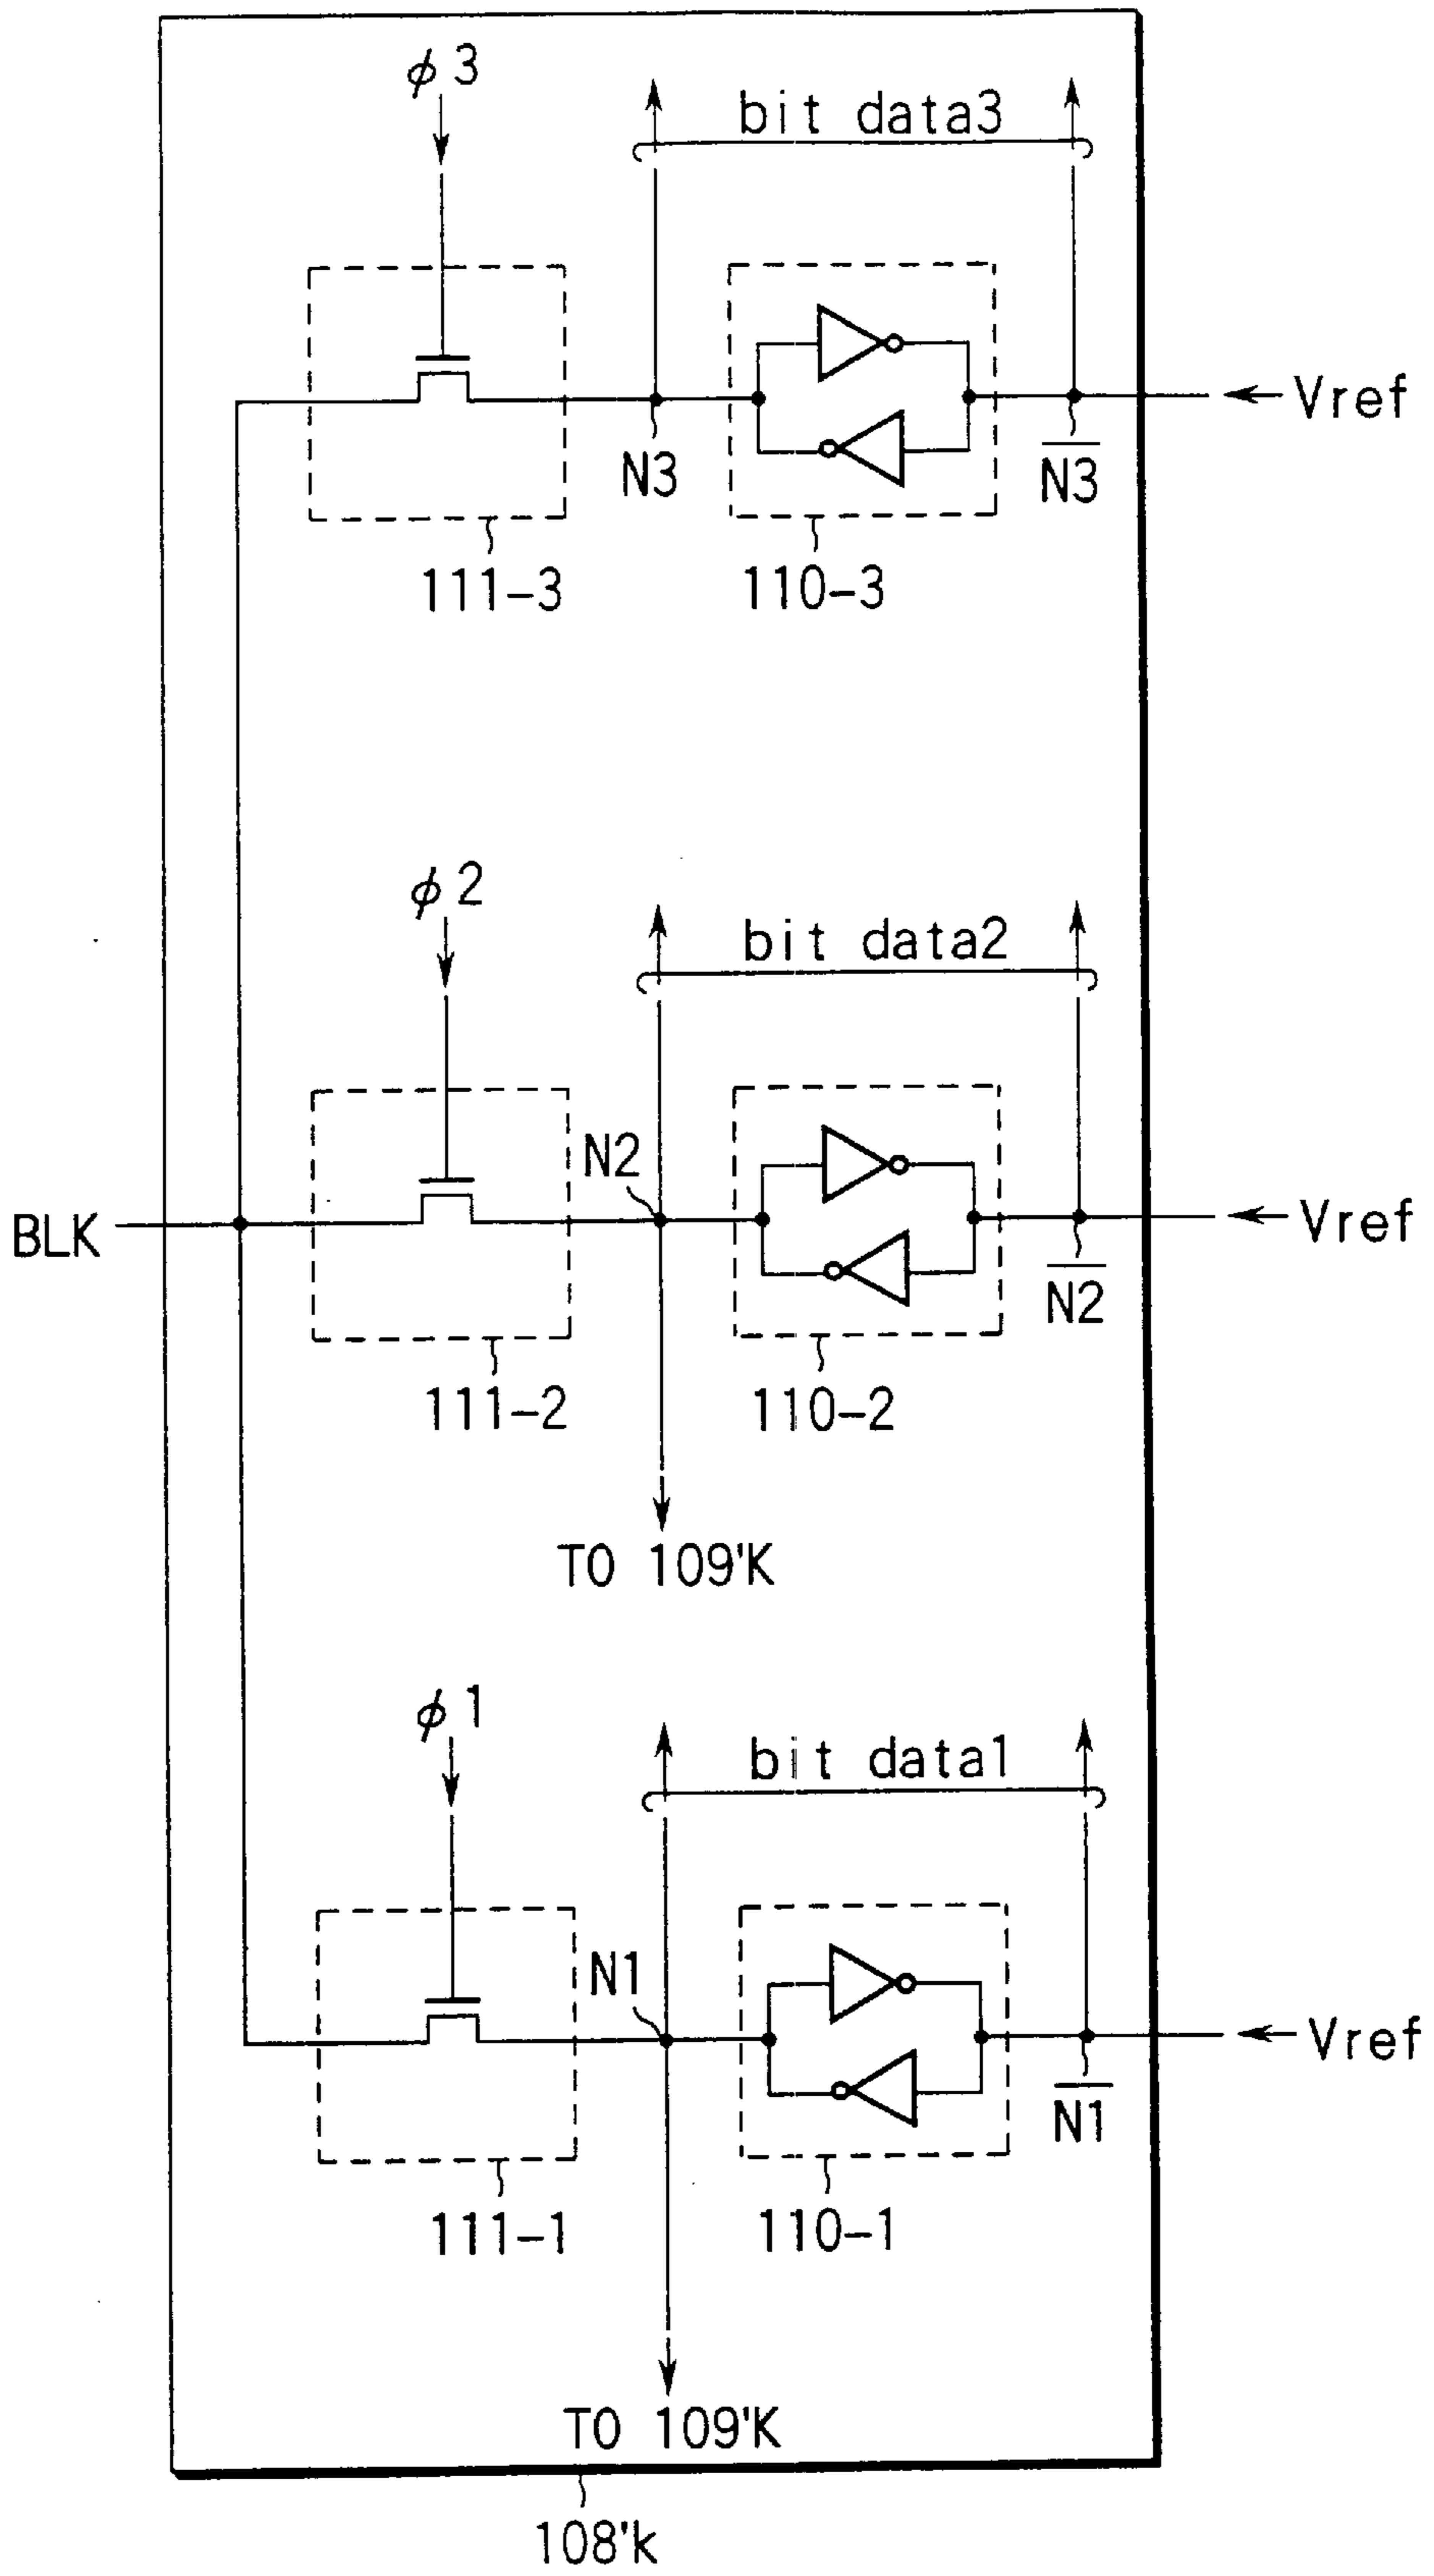 φ3
bit data3
Vref
N3
N3
111-3
110-3
φ2
bit data2
N2
BLK
Vref
N2
111-2
110-2
TO 109'K
φ1
bit data1
N1
Vref
N1
111-1
110-1
TO 109'K
108'k